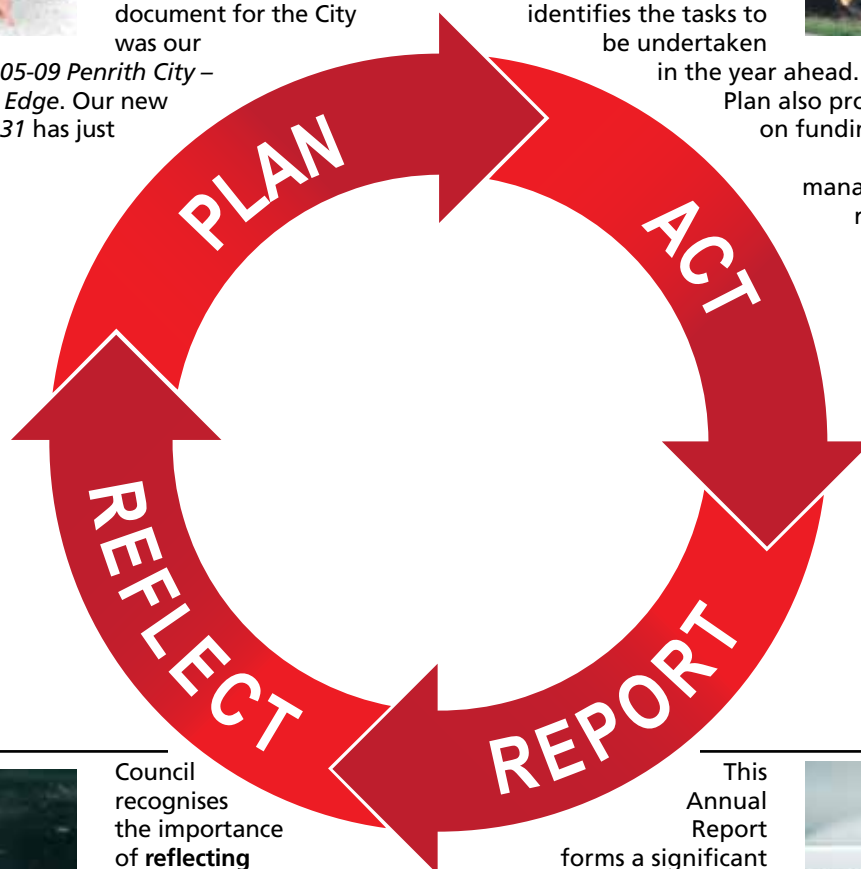 document for the City
was our
05-09 Penrith City –
Edge. Our new
31 has just
identifies the tasks to
be undertaken
in the year ahead.
Plan also pro
on fundin
mana
PLAN
ACT
REPORT
REFLECT
Council
recognises
the importance
of reflecting
This
Annual
Report
forms a significant